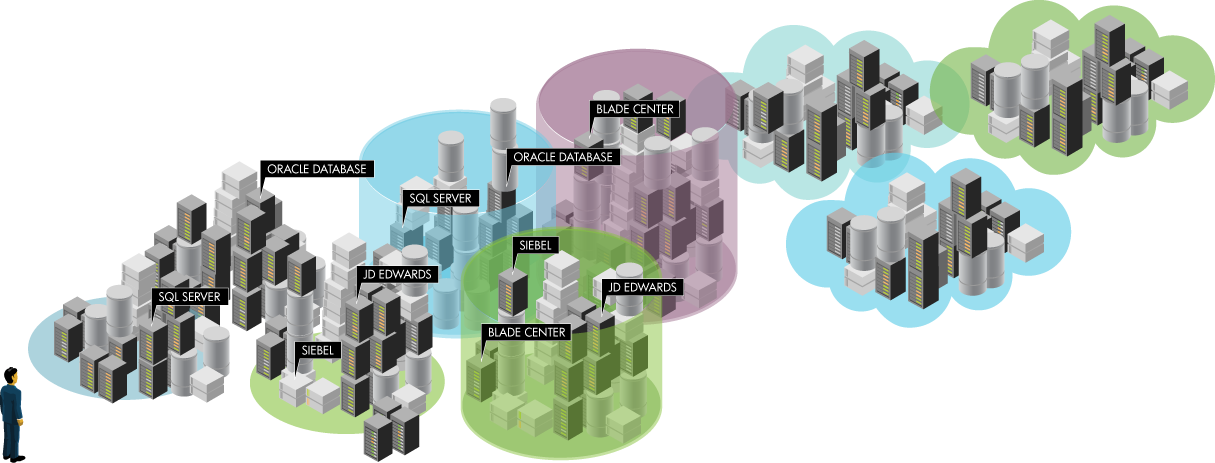 BLADE CENTER
ORACLE DATABASE
ORACLE DATABASE
SQL SERVER
SIEBEL
JD EDWARDS
JD EDWARDS
SQL SERVER
BLADE CENTER
SIEBEL